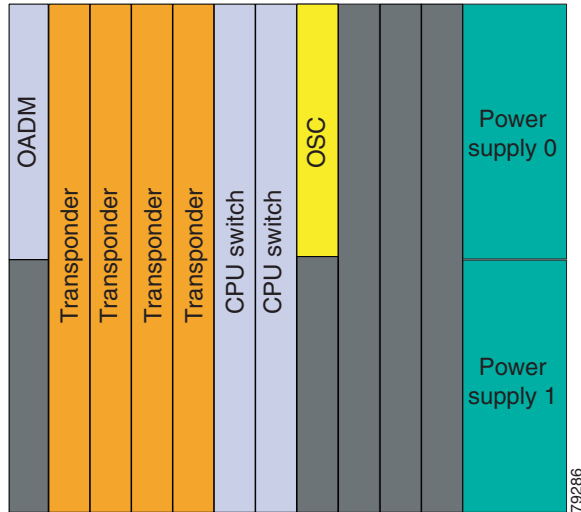 OADM
Transponder
Transponder
Transponder
Transponder
CPU switch
CPU switch
OSC
Power
supply 0
Power
supply 1
79286